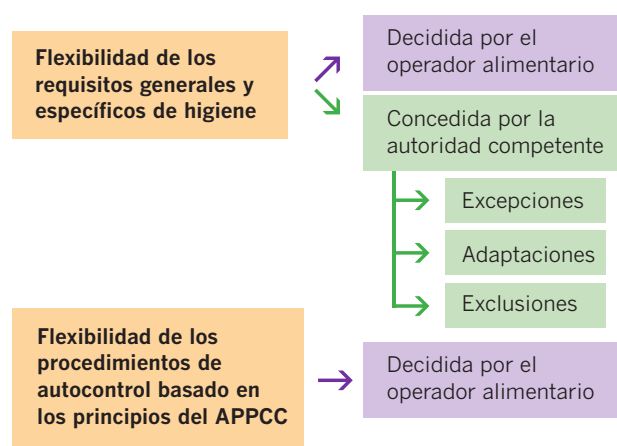 Flexibilidad de los
requisitos generales y
específicos de higiene
Decidida por el
operador alimentario
Concedida por la
autoridad competente
Excepciones
Adaptaciones
Exclusiones
Flexibilidad de los
procedimientos de
autocontrol basado en
los principios del APPCC
Decidida por el
operador alimentario